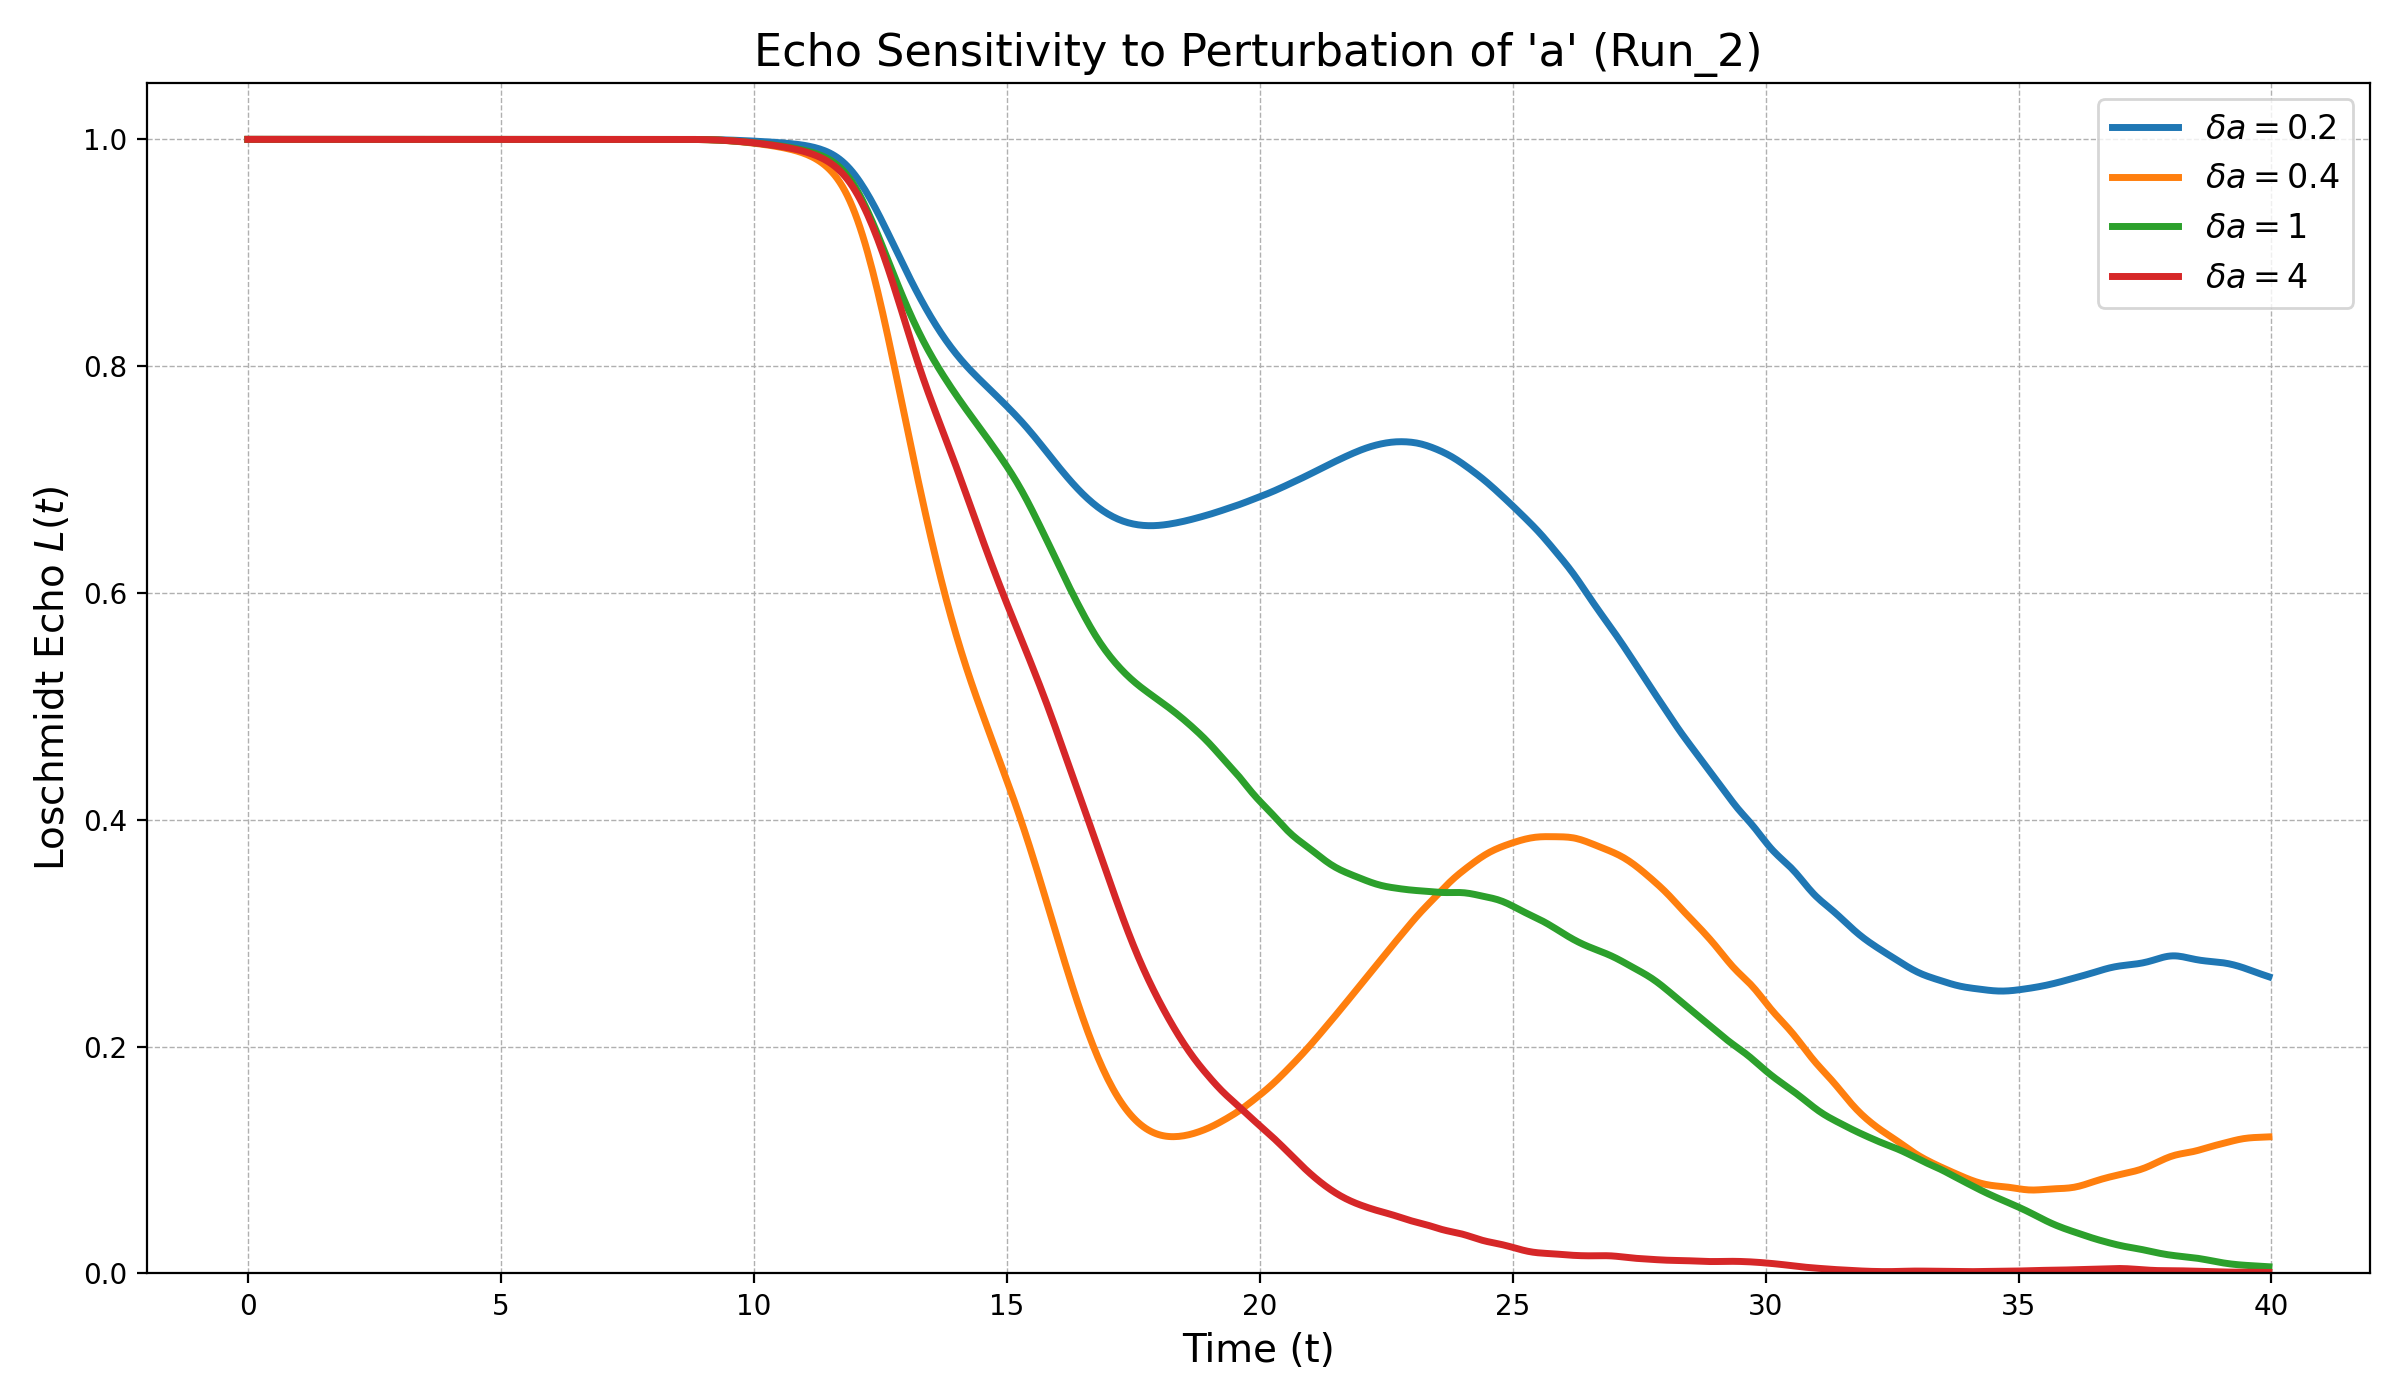 Echo Sensitivity to Perturbation of 'a' (Run_2)
δa = 0.2
δa = 0.4
δa = 1
δa = 4
Loschmidt Echo L(t)
1.0
0.8
0.6
0.4
0.2
0.0
0 5 10 15 20 25 30 35 40
Time (t)